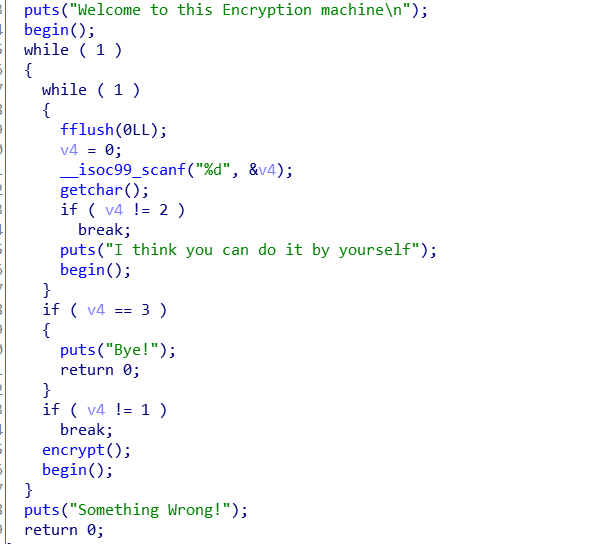 puts("Welcome to this Encryption machine\n");
begin();
while ( 1 )
{
while ( 1 )
{
fflush(0LL);
v4 = 0;
__isoc99_scanf("%d", &v4);
getchar();
if ( v4 != 2 )
break;
puts("I think you can do it by yourself");
begin();
}
if ( v4 == 3 )
{
puts("Bye!");
return 0;
}
if ( v4 != 1 )
break;
encrypt();
begin();
}
puts("Something Wrong!");
return 0;